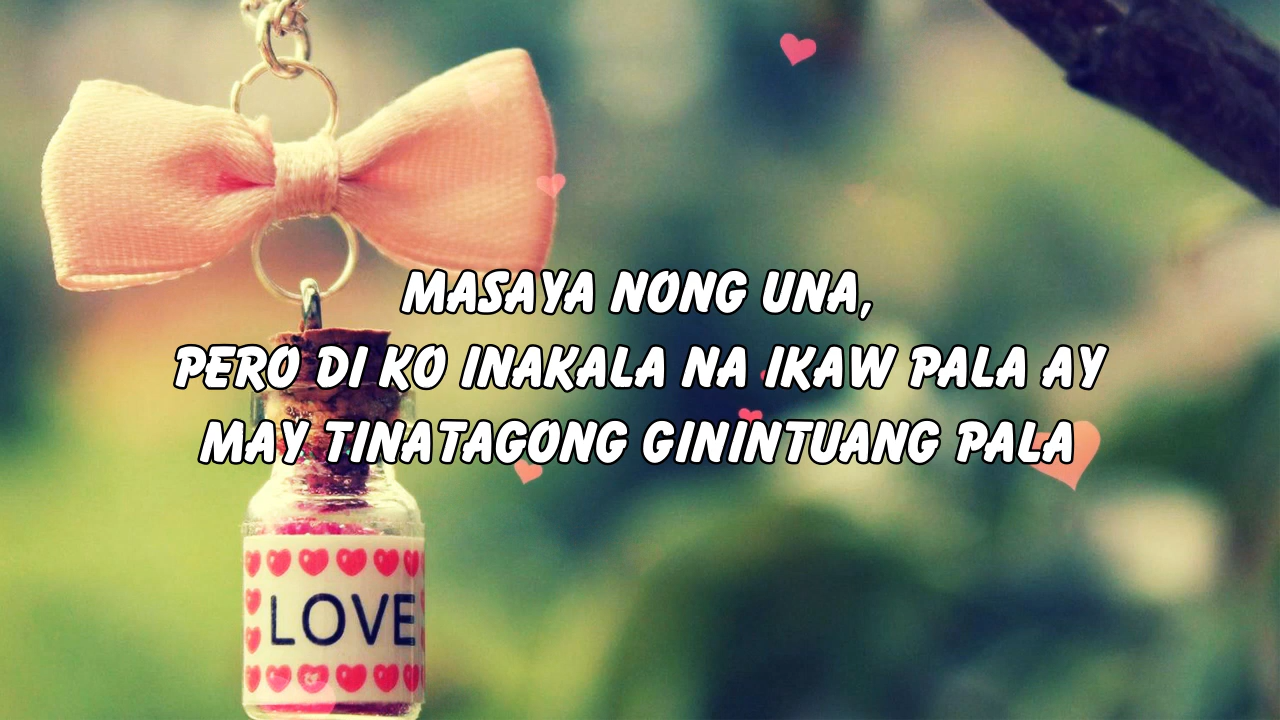 MASAYA NONG UNA,
PERO DI KO INAKALA NA IKAW PALA AY
MAY TINATAGONG GININTUANG PALA
LOVE